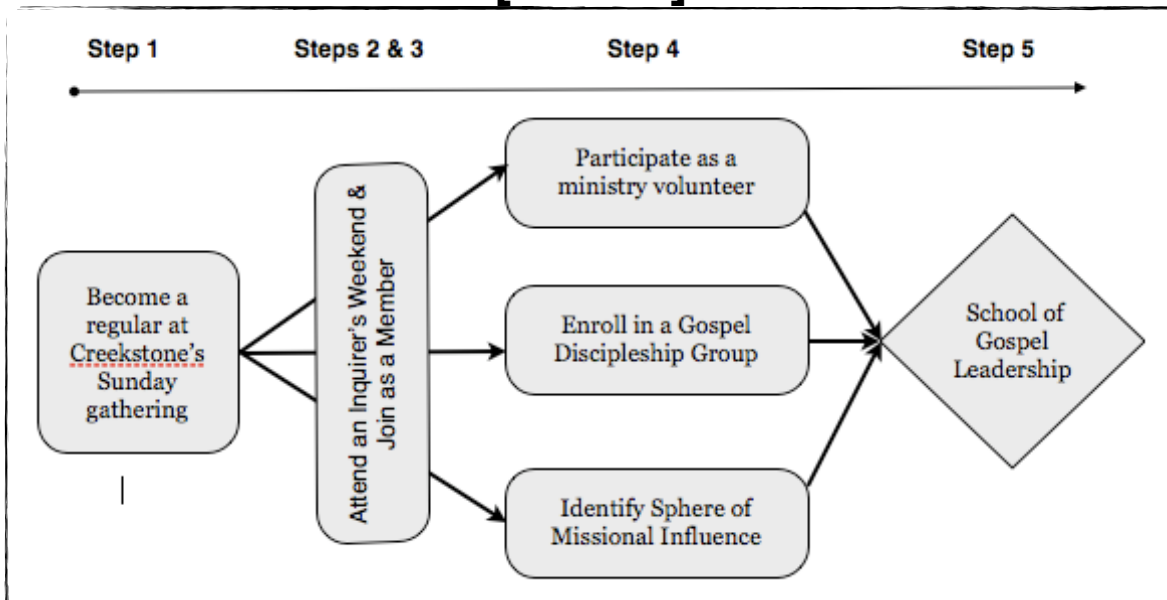 Step 1
Steps 2 & 3
Step 4
Step 5
Become a
regular at
Creekstone's
Sunday
gathering
Attend an Inquirer's Weekend &
Join as a Member
Participate as a
ministry volunteer
Enroll in a Gospel
Discipleship Group
Identify Sphere of
Missional Influence
School of
Gospel
Leadership